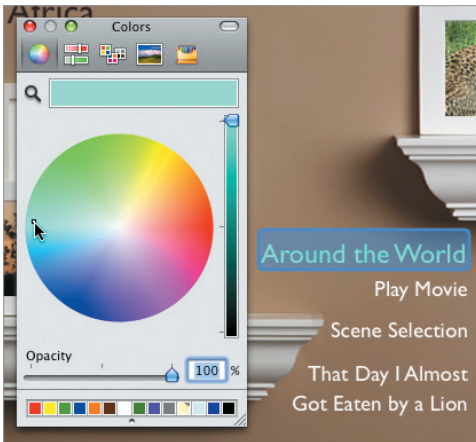 Africa
Colors
Around the World
Play Movie
Scene Selection
That Day I Almost
Got Eaten by a Lion
Opacity
100 %